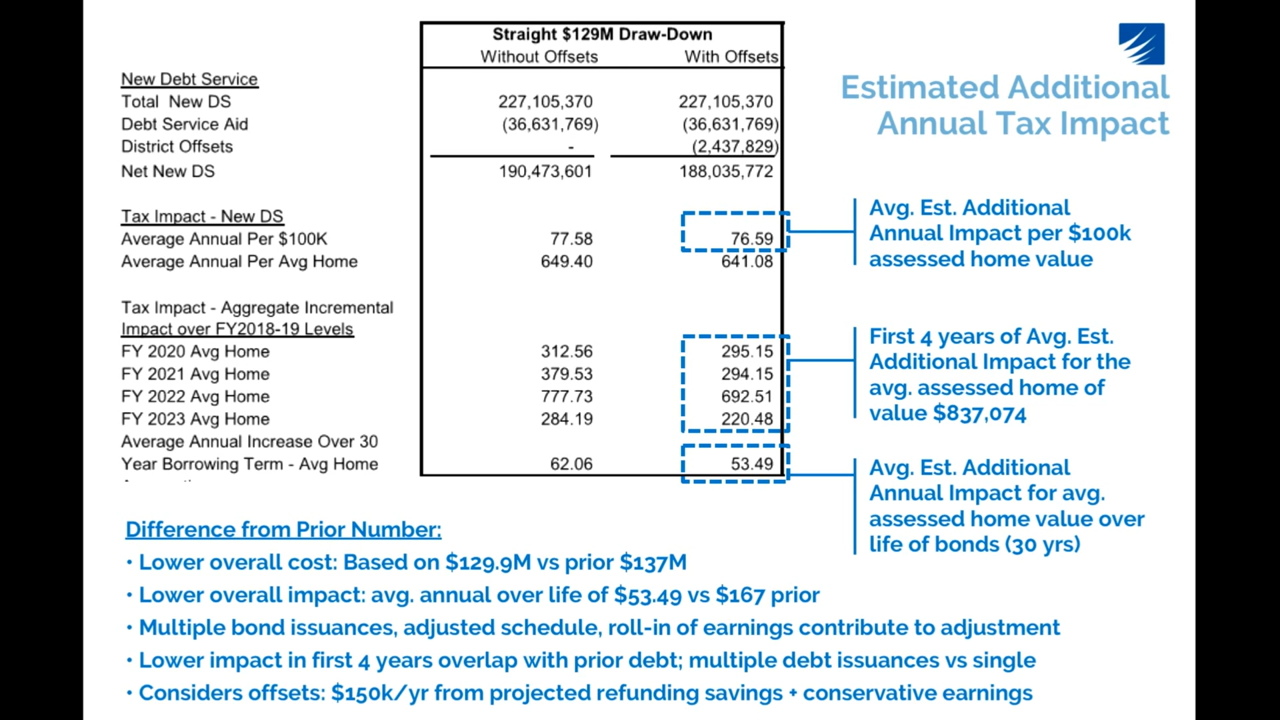 Straight $129M Draw-Down
Without Offsets With Offsets
New Debt Service
Total New DS 227,105,370 227,105,370
Debt Service Aid (36,631,769) (36,631,769)
District Offsets - (2,437,829)
Net New DS 190,473,601 188,035,772
Tax Impact - New DS
Average Annual Per $100K 77.58 76.59
Average Annual Per Avg Home 649.40 641.08
Tax Impact - Aggregate Incremental
Impact over FY2018-19 Levels
FY 2020 Avg Home 312.56 295.15
FY 2021 Avg Home 379.53 294.15
FY 2022 Avg Home 777.73 692.51
FY 2023 Avg Home 284.19 220.48
Average Annual Increase Over 30
Year Borrowing Term - Avg Home 62.06 53.49
Estimated Additional
Annual Tax Impact
Avg. Est. Additional
Annual Impact per $100k
assessed home value
First 4 years of Avg. Est.
Additional Impact for the
avg. assessed home of
value $837,074
Avg. Est. Additional
Annual Impact for avg.
assessed home value over
life of bonds (30 yrs)
Difference from Prior Number:
• Lower overall cost: Based on $129.9M vs prior $137M
• Lower overall impact: avg. annual over life of $53.49 vs $167 prior
• Multiple bond issuances, adjusted schedule, roll-in of earnings contribute to adjustment
• Lower impact in first 4 years overlap with prior debt; multiple debt issuances vs single
• Considers offsets: $150k/yr from projected refunding savings + conservative earnings